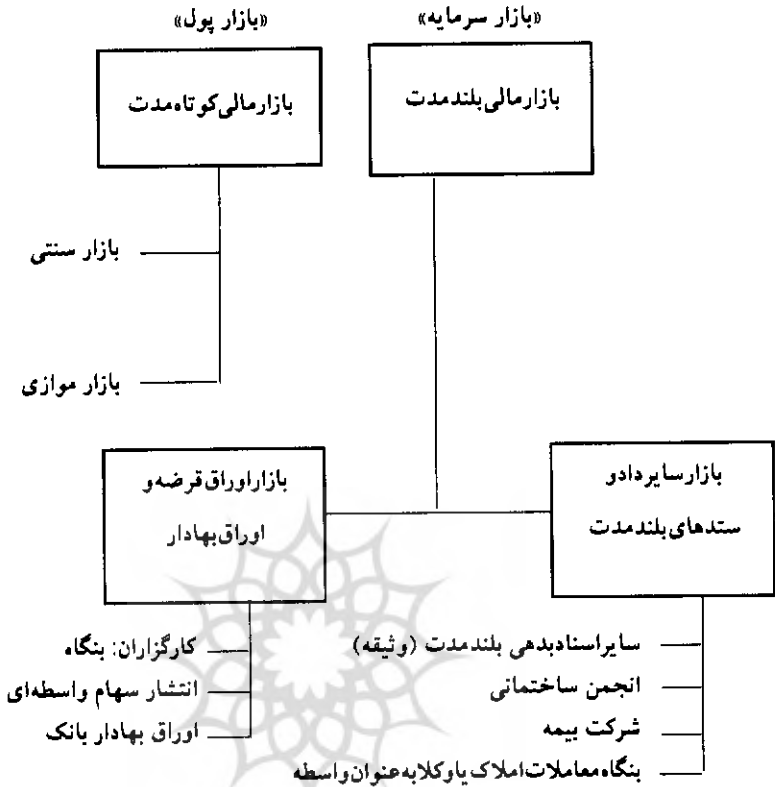 «بازار سرمایه»
«بازار پول»
بازارمالی‌بلندمدت
بازارمالی‌کوتاه‌مدت
بازار سنتی
بازار موازی
بازارسایردادو
ستدهای‌بلندمدت
بازاراوراق‌قرضه‌و
اوراق‌بهادار
سایراسنادبدهی بلندمدت (وثیقه)
انجمن ساختمانی
شرکت بیمه
بنگاه‌معاملات‌املاک‌یاوکلابه‌عنوان‌واسطه
کارگزاران: بنگاه
انتشار سهام واسطه‌ای
اوراق بهادار بانک